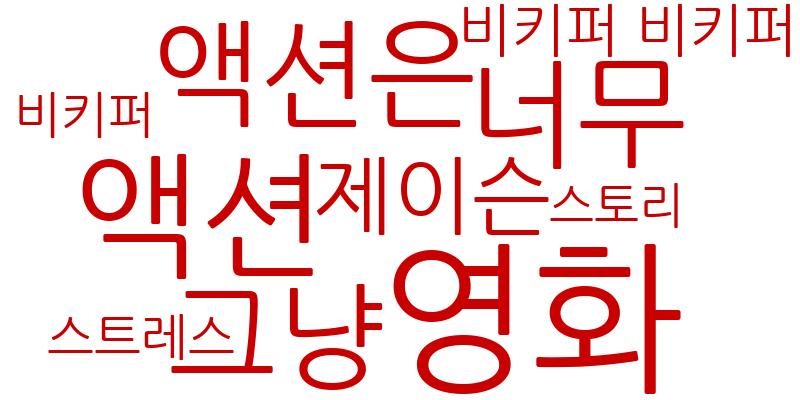 비키퍼 비키퍼
액션은
너무
비키퍼
액션
제이슨
스토리
영화
그냥
스트레스